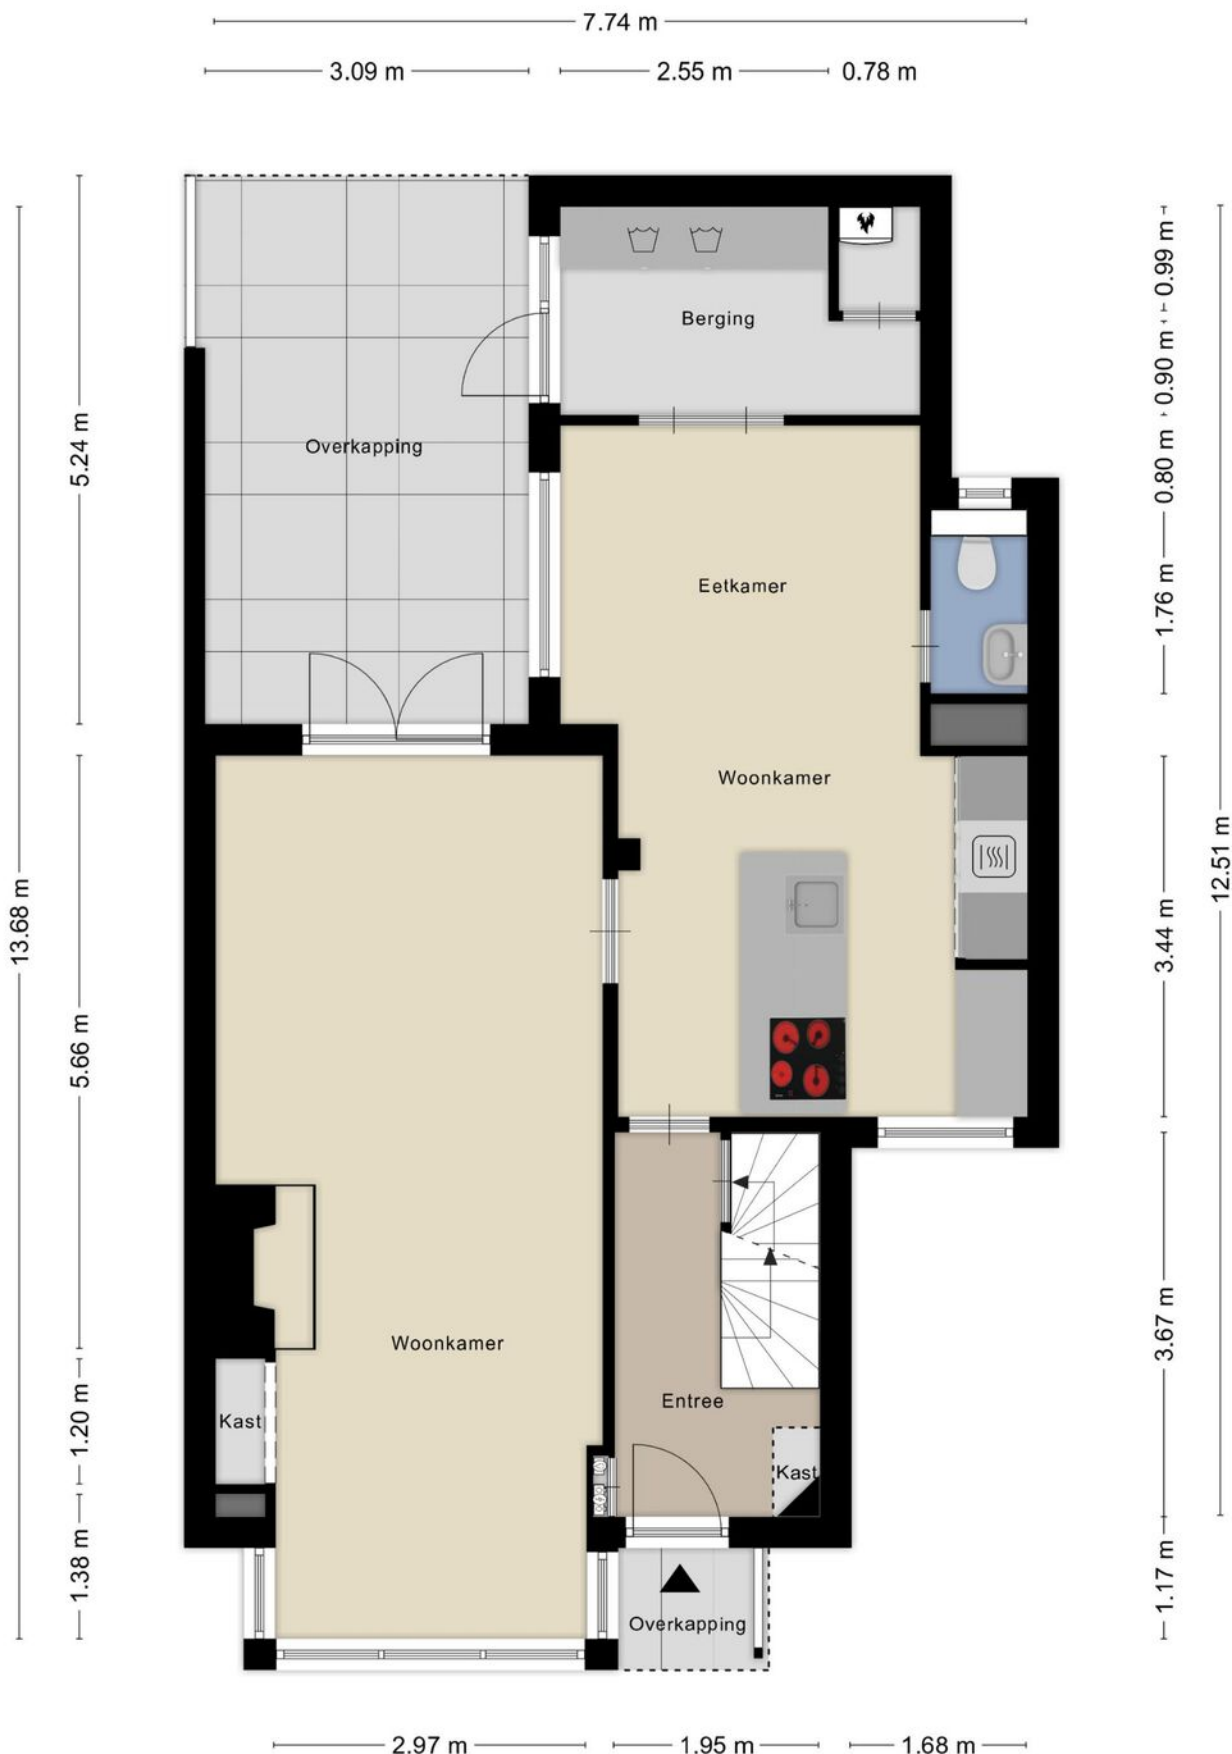 7.74 m
3.09 m
2.55 m
0.78 m
0.99 m
0.90 m
0.80 m
1.76 m
3.44 m
3.67 m
1.17 m
12.51 m
13.68 m
5.24 m
5.66 m
1.20 m
1.38 m
Berging
Overkapping
Eetkamer
Woonkamer
Woonkamer
Entree
Kast
Kast
Overkapping
2.97 m
1.95 m
1.68 m